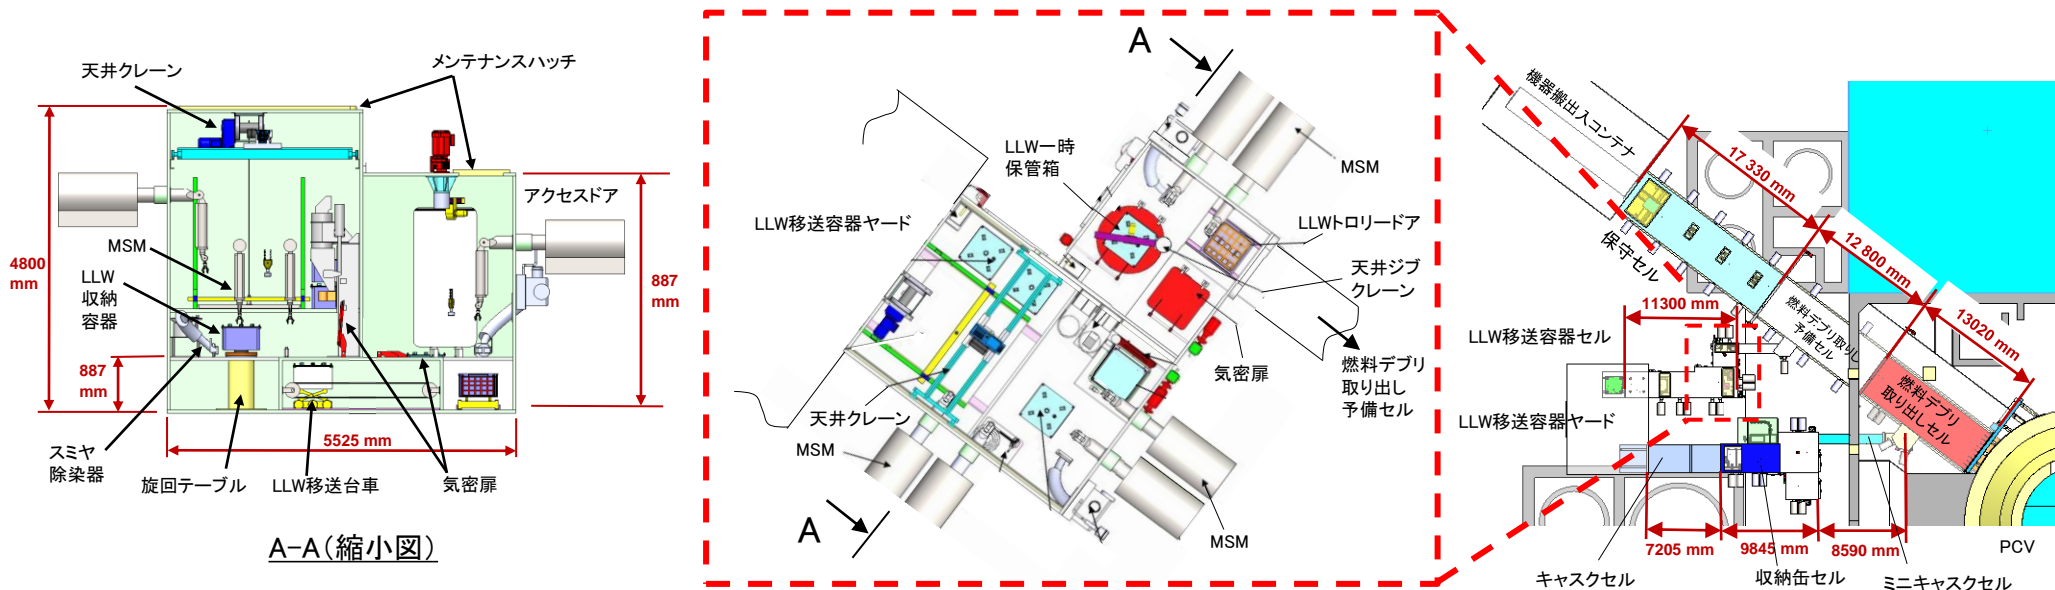 天井クレーン
メンテナンスハッチ
アクセスドア
MSM
4800
mm
LLW
収納
容器
887
mm
887
mm
5525 mm
スミヤ
除染器
旋回テーブル
LLW移送台車
気密扉
A-A(縮小図)
A
LLW一時
保管箱
MSM
LLW移送容器ヤード
LLWトロリードア
天井ジブ
クレーン
気密扉
燃料デブリ
取り出し
予備セル
天井クレーン
MSM
A
MSM
機器搬出入コンテナ
17 330 mm
保守セル
12 800 mm
燃料デブリ取りし
予備セル
13020 mm
11300 mm
LLW移送容器セル
燃料デブリ
取り出しセル
LLW移送容器ヤード
7205 mm
9845 mm
8590 mm
PCV
キャスクセル
収納缶セル
ミニキャスクセル